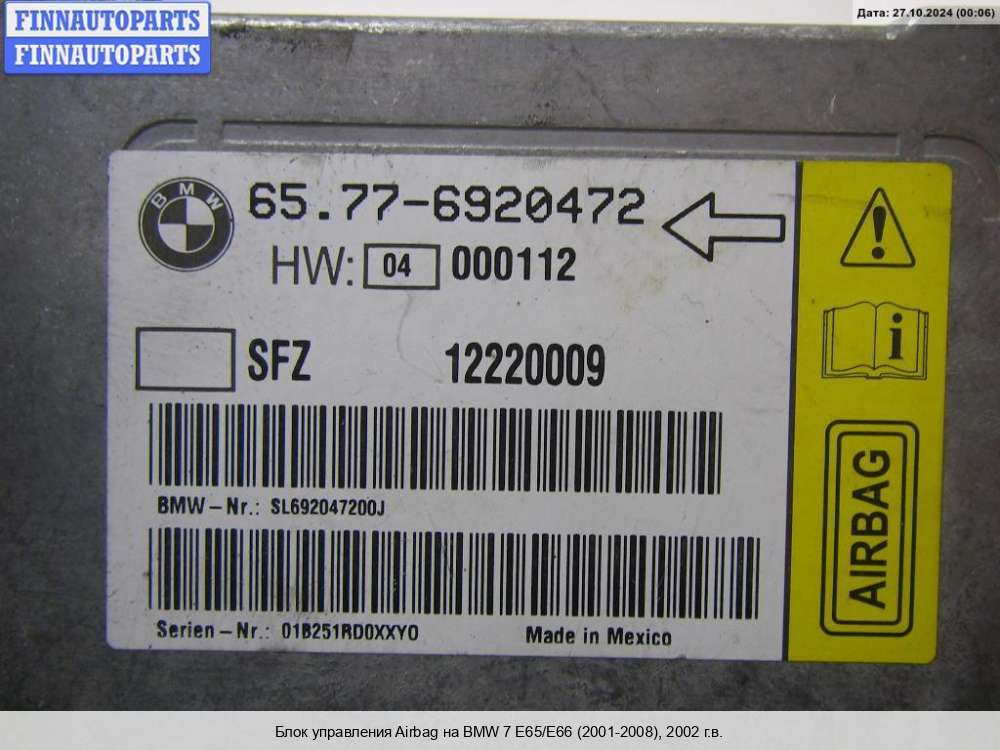 FINNAUTOPARTS
FINNAUTOPARTS
Дата: 27.10.2024 (00:06)
BMW
65.77-6920472
HW: 04 000112
SFZ 12220009
BMW-Nr.: SL692047200J
Serien-Nr.: 01B251RD0XXYO
Made in Mexico
! 
i
AIRBAG
Блок управления Airbag на BMW 7 E65/E66 (2001-2008), 2002 г.в.